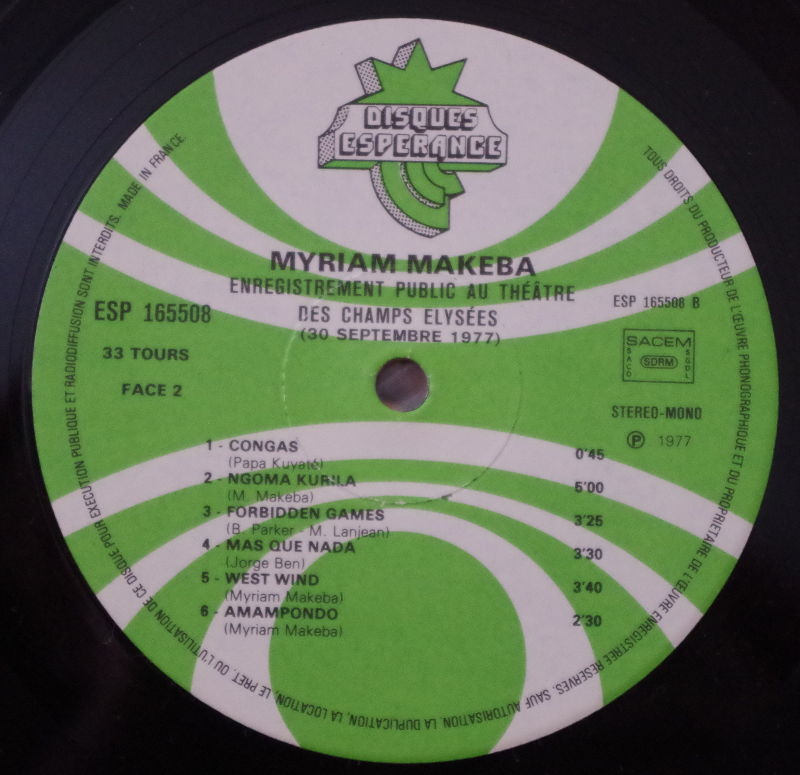 DISQUES
ESPERANCE
MYRIAM MAKEBA
ENREGISTREMENT PUBLIC AU THÉÂTRE
DES CHAMPS ELYSÉES
(30 SEPTEMBRE 1977)
ESP 165508
33 TOURS
FACE 2
ESP 165508 B
SACEM
SACD
SDRM
SGDL
STEREO-MONO
Ⓟ 1977
1 - CONGAS 0'45
(Papa Kuyaté)
2 - NGOMA KURILA 5'00
(M. Makeba)
3 - FORBIDDEN GAMES 3'25
(B. Parker - M. Lanjean)
4 - MAS QUE NADA 3'30
(Jorge Ben)
5 - WEST WIND 3'40
(Myriam Makeba)
6 - AMAMPONDO 2'30
(Myriam Makeba)
TOUS DROITS DU PRODUCTEUR DE L'ŒUVRE PHONOGRAPHIQUE ET DU PROPRIETAIRE DE L'ŒUVRE ENREGISTREE RESERVES. SAUF AUTORISATION, LA DUPLICATION, LA LOCATION, LE PRET, OU L'UTILISATION DE CE DISQUE POUR EXECUTION PUBLIQUE ET RADIODIFFUSION SONT INTERDITS. MADE IN FRANCE.